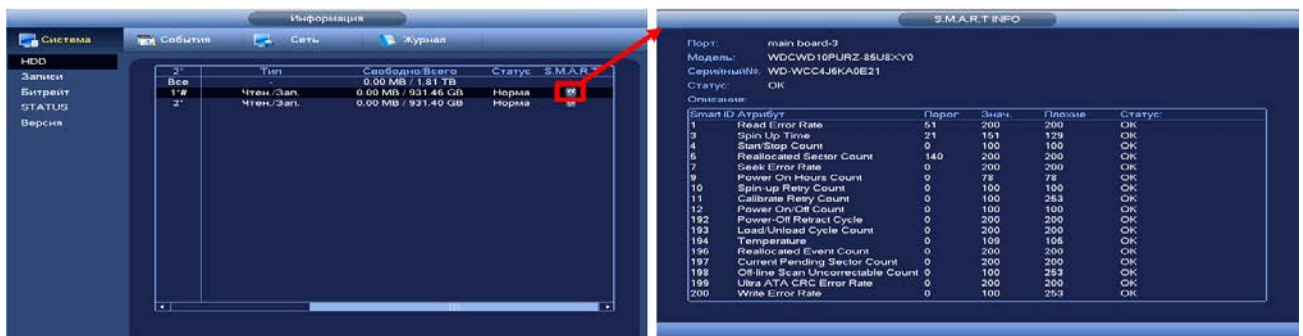 Информация
Система События Сеть Журнал
HDD
Записи
Битрейт
STATUS
Версия
2* Тип Свободно/Всего Статус S.M.A.R.T
Все - 0.00 MB / 1.81 TB
1*# Чтен./Зап. 0.00 MB / 931.46 GB Норма
2* Чтен./Зап. 0.00 MB / 931.40 GB Норма
S.M.A.R.T INFO
Порт: main board-3
Модель: WDCWD10PURZ-85U8XY0
Серийный№. WD-WCC4J6KA0E21
Статус: OK
Описание:
Smart ID Атрибут Порог Знач. Плохие Статус:
1 Read Error Rate 51 200 200 OK
3 Spin Up Time 21 151 129 OK
4 Start/Stop Count 0 100 100 OK
5 Reallocated Sector Count 140 200 200 OK
7 Seek Error Rate 0 200 200 OK
9 Power On Hours Count 0 78 78 OK
10 Spin-up Retry Count 0 100 100 OK
11 Calibrate Retry Count 0 100 253 OK
12 Power On/Off Count 0 100 100 OK
192 Power-Off Retract Cycle 0 200 200 OK
193 Load/Unload Cycle Count 0 200 200 OK
194 Temperature 0 109 105 OK
196 Reallocated Event Count 0 200 200 OK
197 Current Pending Sector Count 0 200 200 OK
198 Off-line Scan Uncorrectable Count 0 100 253 OK
199 Ultra ATA CRC Error Rate 0 200 200 OK
200 Write Error Rate 0 100 253 OK